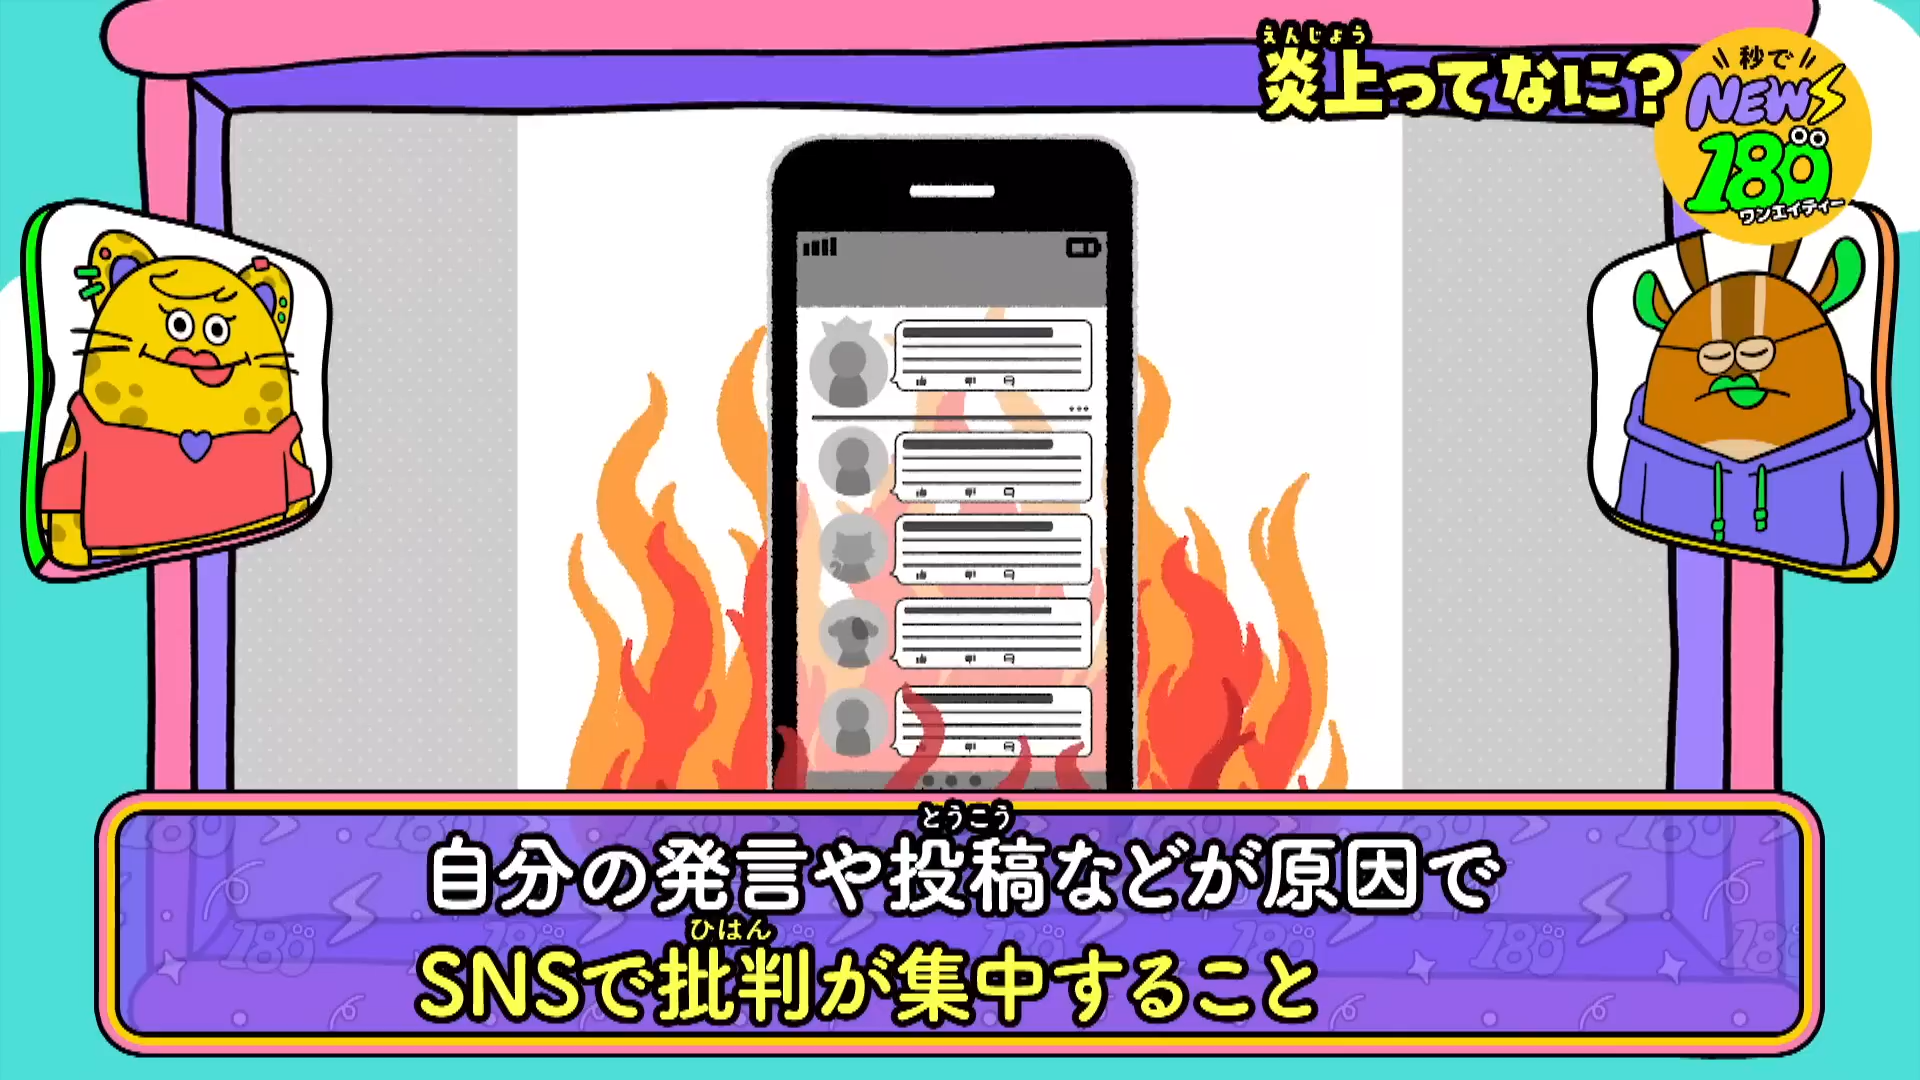 えんじょう
炎上ってなに?
秒で
NEWS
180
ワンエイティー
とうこう
自分の発言や投稿などが原因で
ひはん
SNSで批判が集中すること